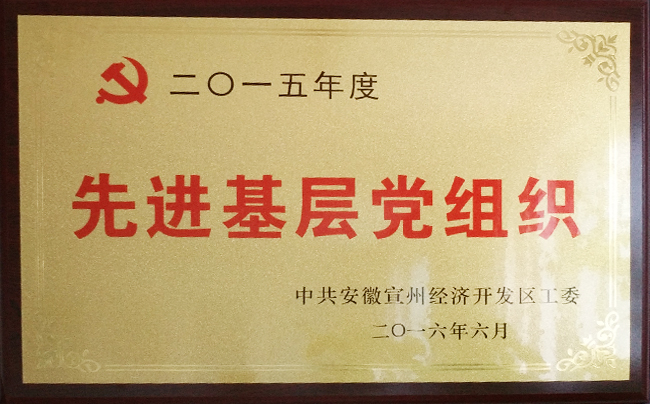 二〇一五年度
先进基层党组织
中共安徽宣州经济开发区工委
二〇一六年六月